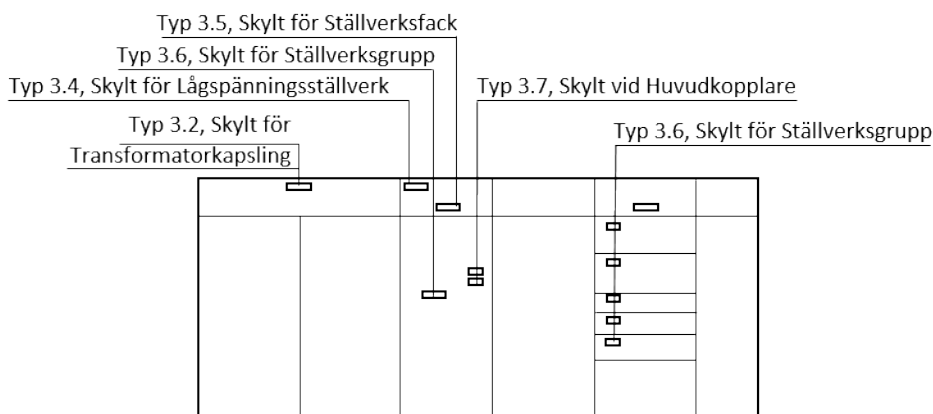 Typ 3.5, Skylt för Ställverksfack
Typ 3.6, Skylt för Ställverksgrupp
Typ 3.4, Skylt för Lågspänningsställverk
Typ 3.7, Skylt vid Huvudkopplare
Typ 3.2, Skylt för
Transformatorkapsling
Typ 3.6, Skylt för Ställverksgrupp